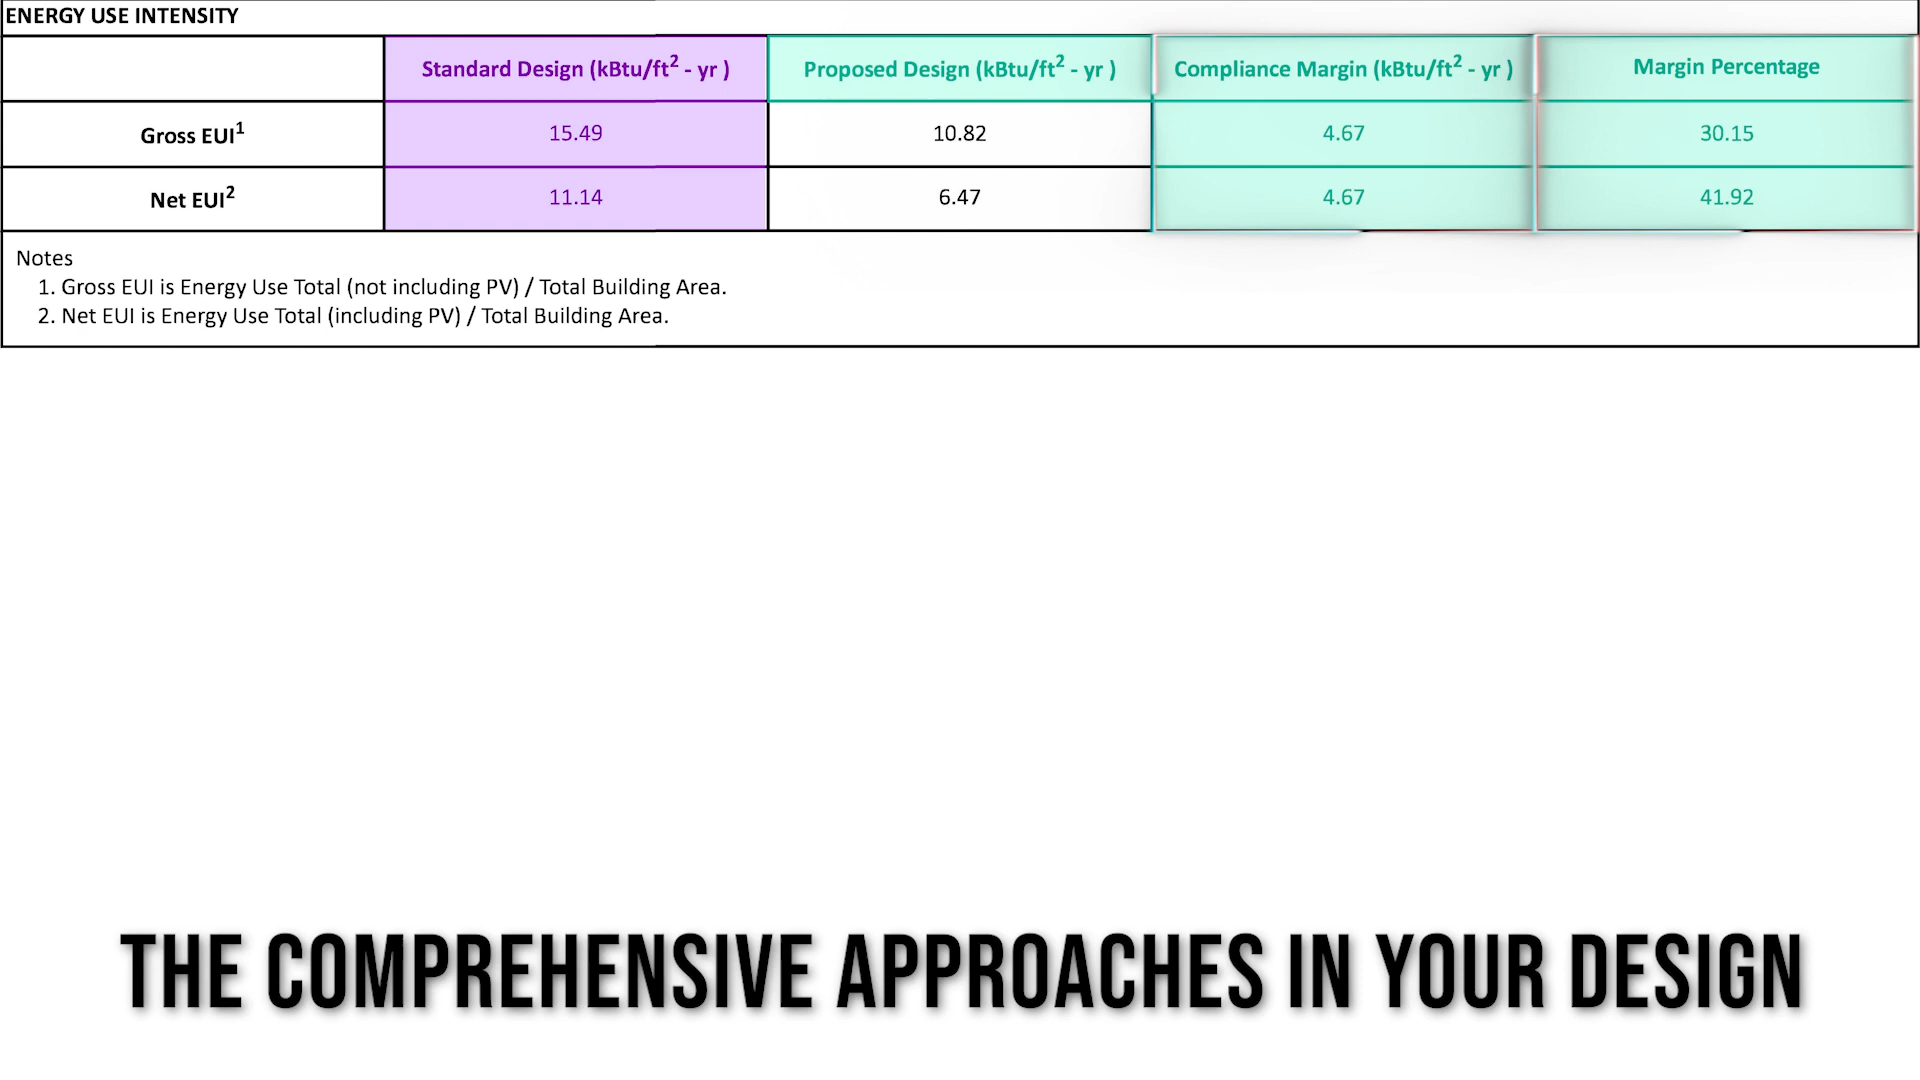 ENERGY USE INTENSITY
Standard Design (kBtu/ft² - yr ) Proposed Design (kBtu/ft² - yr ) Compliance Margin (kBtu/ft² - yr ) Margin Percentage
Gross EUI¹ 15.49 10.82 4.67 30.15
Net EUI² 11.14 6.47 4.67 41.92
Notes
1. Gross EUI is Energy Use Total (not including PV) / Total Building Area.
2. Net EUI is Energy Use Total (including PV) / Total Building Area.
THE COMPREHENSIVE APPROACHES IN YOUR DESIGN